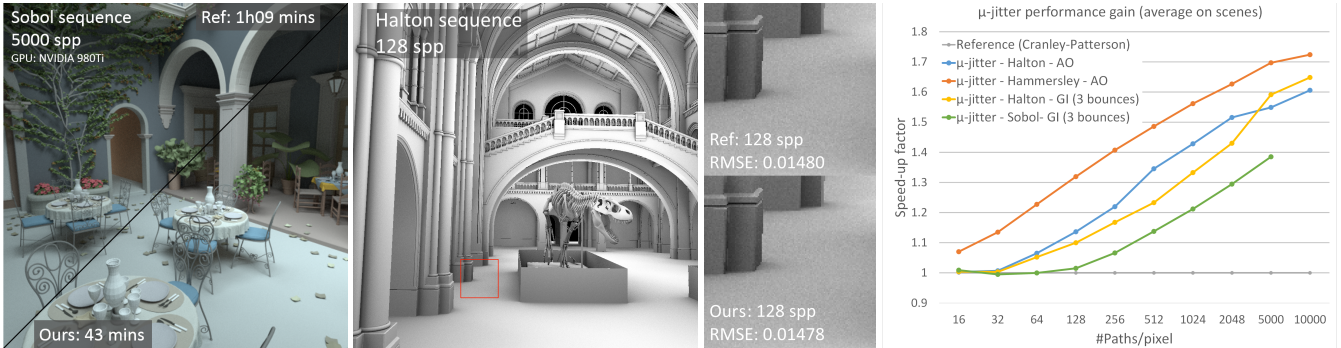 Sobol sequence
5000 spp
GPU: NVIDIA 980Ti
Ref: 1h09 mins
Ours: 43 mins
Halton sequence
128 spp
Ref: 128 spp
RMSE: 0.01480
Ours: 128 spp
RMSE: 0.01478
µ-jitter performance gain (average on scenes)
Speed-up factor
1.8
1.7
1.6
1.5
1.4
1.3
1.2
1.1
1
0.9
Reference (Cranley-Patterson)
µ-jitter - Halton - AO
µ-jitter - Hammersley - AO
µ-jitter - Halton - GI (3 bounces)
µ-jitter - Sobol- GI (3 bounces)
16 32 64 128 256 512 1024 2048 5000 10000
#Paths/pixel